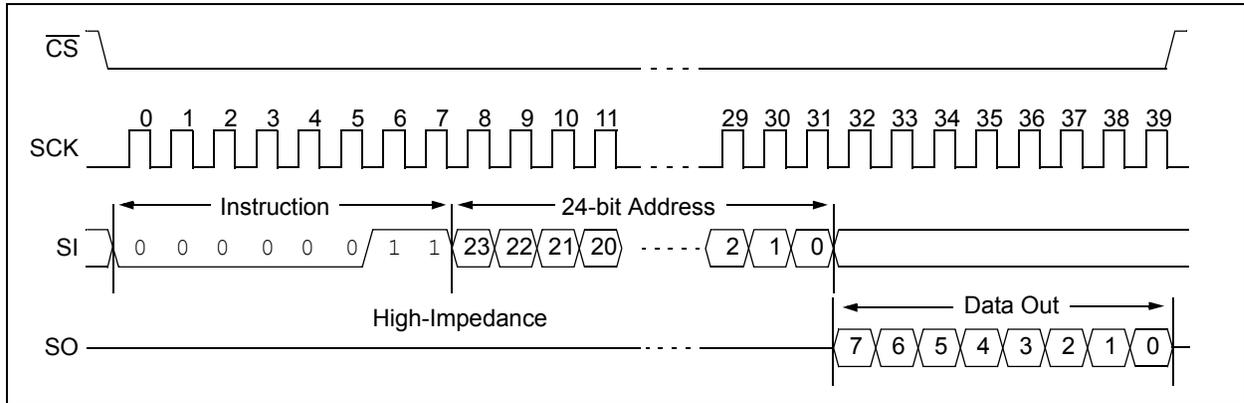 CS
0 1 2 3 4 5 6 7 8 9 10 11 29 30 31 32 33 34 35 36 37 38 39
SCK
Instruction 24-bit Address
SI 0 0 0 0 0 0 1 1 23 22 21 20 2 1 0
Data Out
High-Impedance
SO 7 6 5 4 3 2 1 0